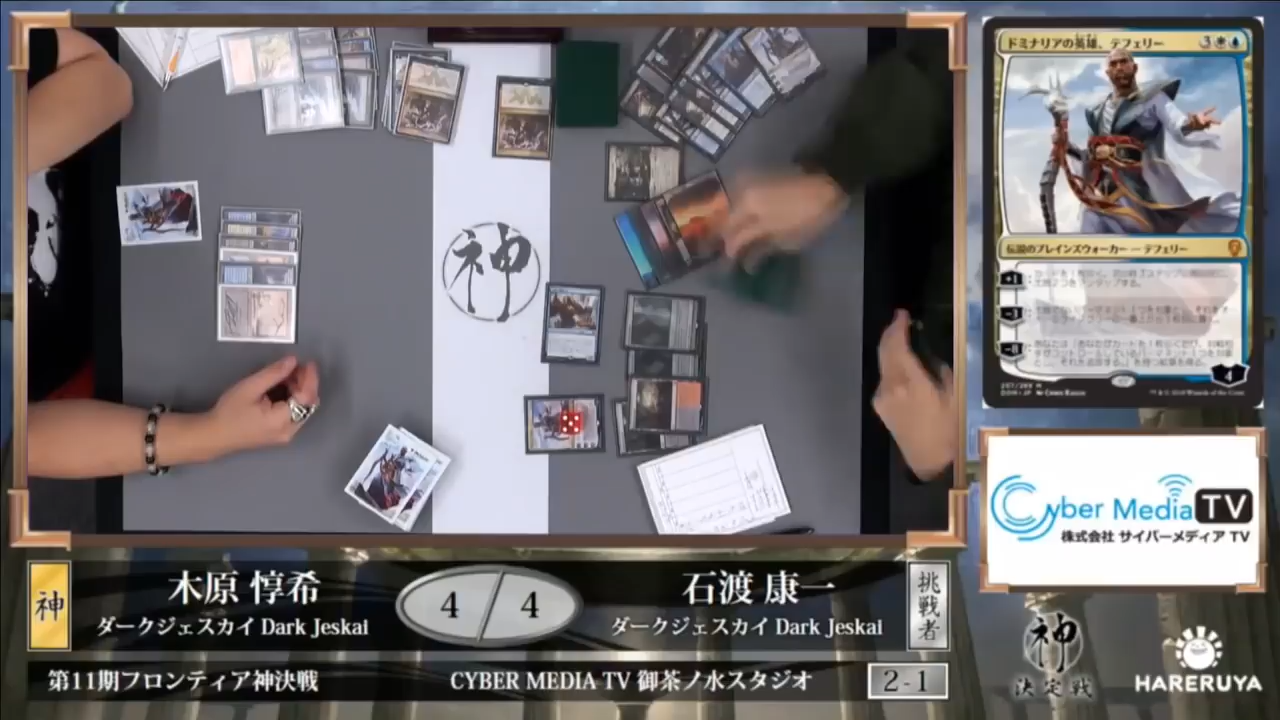 ドミナリアの英雄、テフェリー
伝説のプレインズウォーカー ― テフェリー
+1
-3
-8
4
神
Cyber Media TV
株式会社 サイバーメディア TV
神
木原 惇希
ダークジェスカイ Dark Jeskai
4 / 4
石渡 康一
ダークジェスカイ Dark Jeskai
挑戦者
第11期フロンティア神決戦
CYBER MEDIA TV 御茶ノ水スタジオ
2-1
神
決定戦
HARERUYA